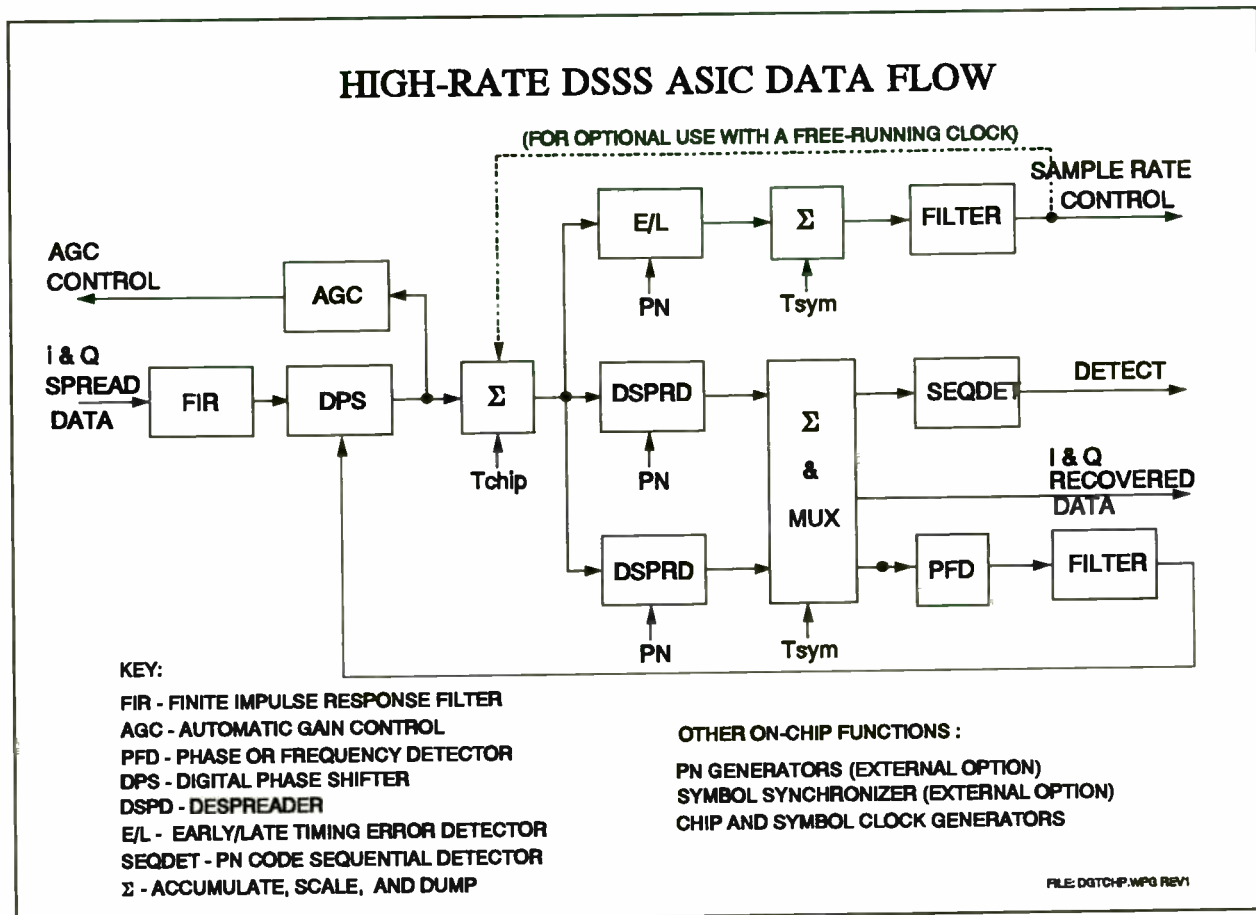 HIGH-RATE DSSS ASIC DATA FLOW
(FOR OPTIONAL USE WITH A FREE-RUNNING CLOCK)
SAMPLE RATE
CONTROL
E/L
Σ
FILTER
PN
Tsym
AGC
CONTROL
AGC
I & Q
SPREAD
DATA
FIR
DPS
Σ
Tchip
DSPRD
PN
Σ
&
MUX
SEQDET
DETECT
I & Q
RECOVERED
DATA
DSPRD
PN
Tsym
PFD
FILTER
KEY:
FIR - FINITE IMPULSE RESPONSE FILTER
AGC - AUTOMATIC GAIN CONTROL
PFD - PHASE OR FREQUENCY DETECTOR
DPS - DIGITAL PHASE SHIFTER
DSPD - DESPREADER
E/L - EARLY/LATE TIMING ERROR DETECTOR
SEQDET - PN CODE SEQUENTIAL DETECTOR
Σ - ACCUMULATE, SCALE, AND DUMP
OTHER ON-CHIP FUNCTIONS :
PN GENERATORS (EXTERNAL OPTION)
SYMBOL SYNCHRONIZER (EXTERNAL OPTION)
CHIP AND SYMBOL CLOCK GENERATORS
FILE: DGTCHP.WPG REV1